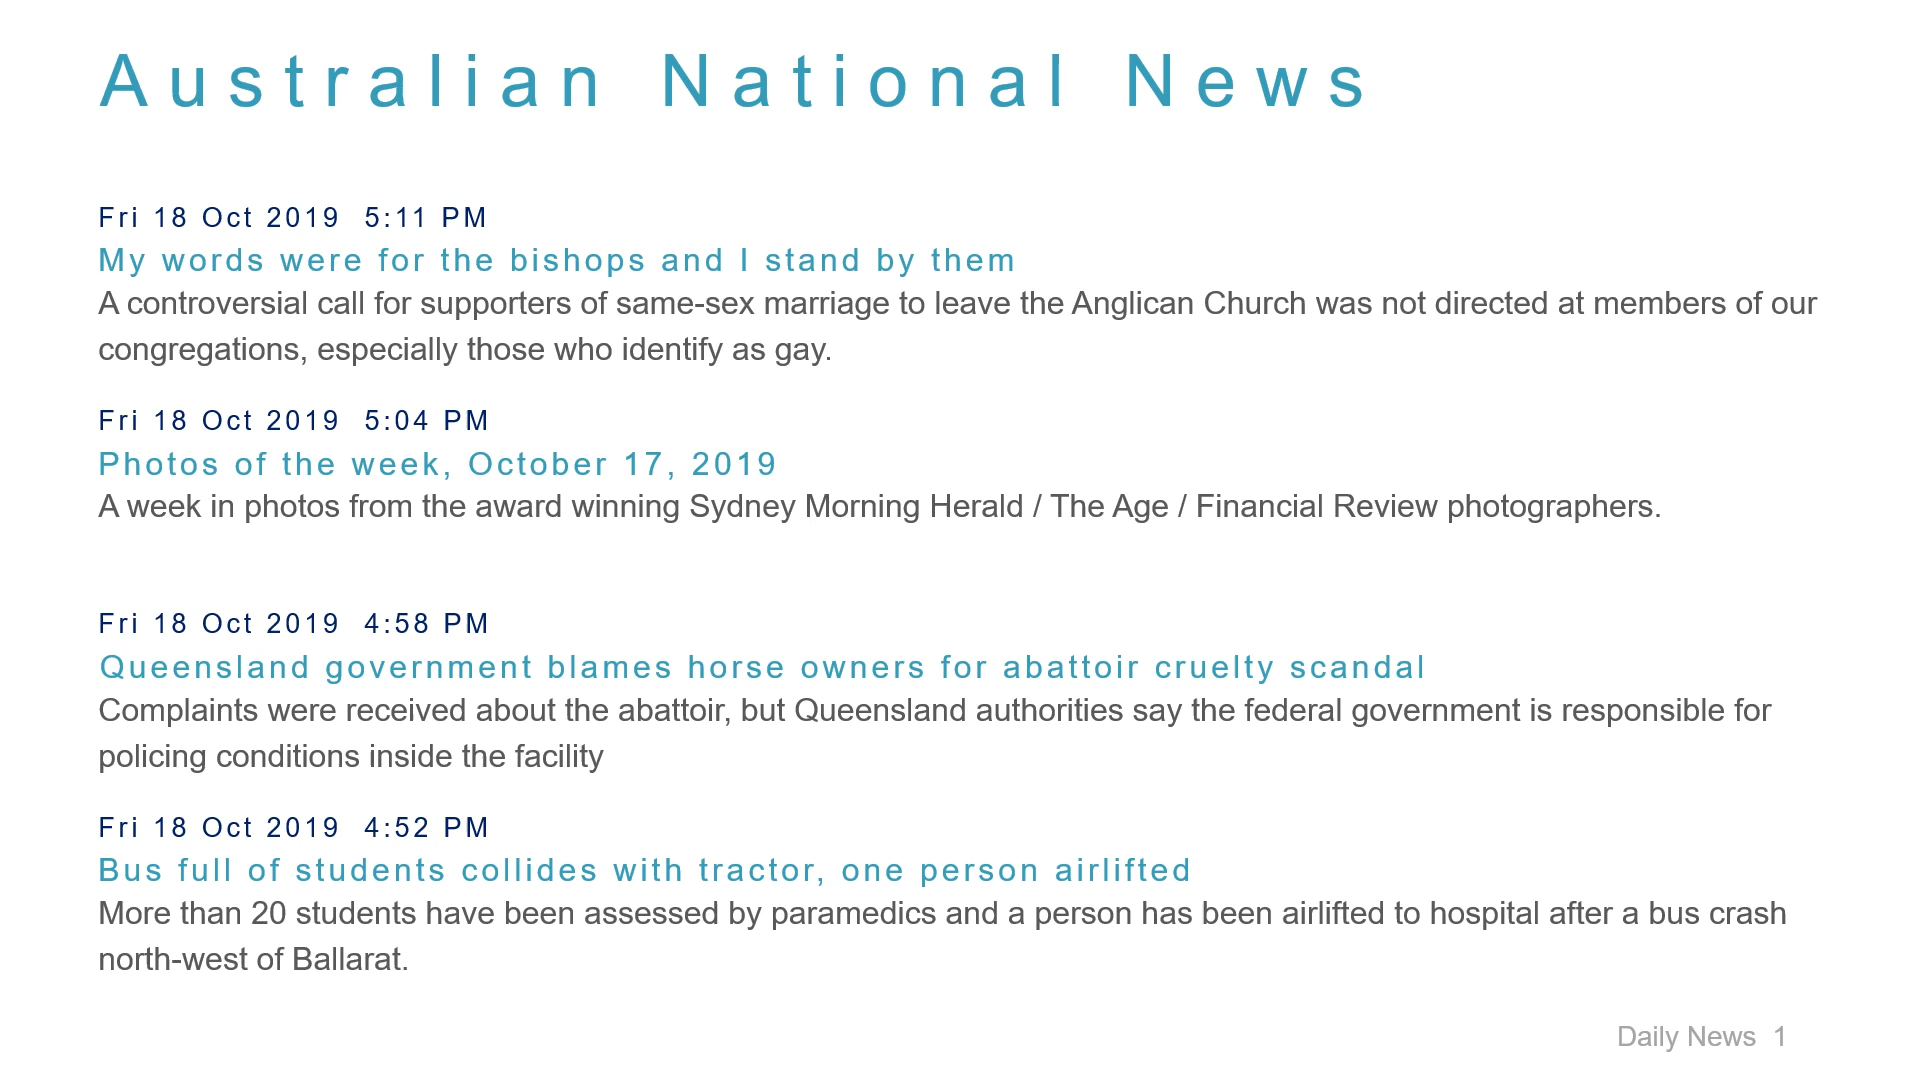 Australian National News
Fri 18 Oct 2019 5:11 PM
My words were for the bishops and I stand by them
A controversial call for supporters of same-sex marriage to leave the Anglican Church was not directed at members of our
congregations, especially those who identify as gay.
Fri 18 Oct 2019 5:04 PM
Photos of the week, October 17, 2019
A week in photos from the award winning Sydney Morning Herald / The Age / Financial Review photographers.
Fri 18 Oct 2019 4:58 PM
Queensland government blames horse owners for abattoir cruelty scandal
Complaints were received about the abattoir, but Queensland authorities say the federal government is responsible for
policing conditions inside the facility
Fri 18 Oct 2019 4:52 PM
Bus full of students collides with tractor, one person airlifted
More than 20 students have been assessed by paramedics and a person has been airlifted to hospital after a bus crash
north-west of Ballarat.
Daily News 1